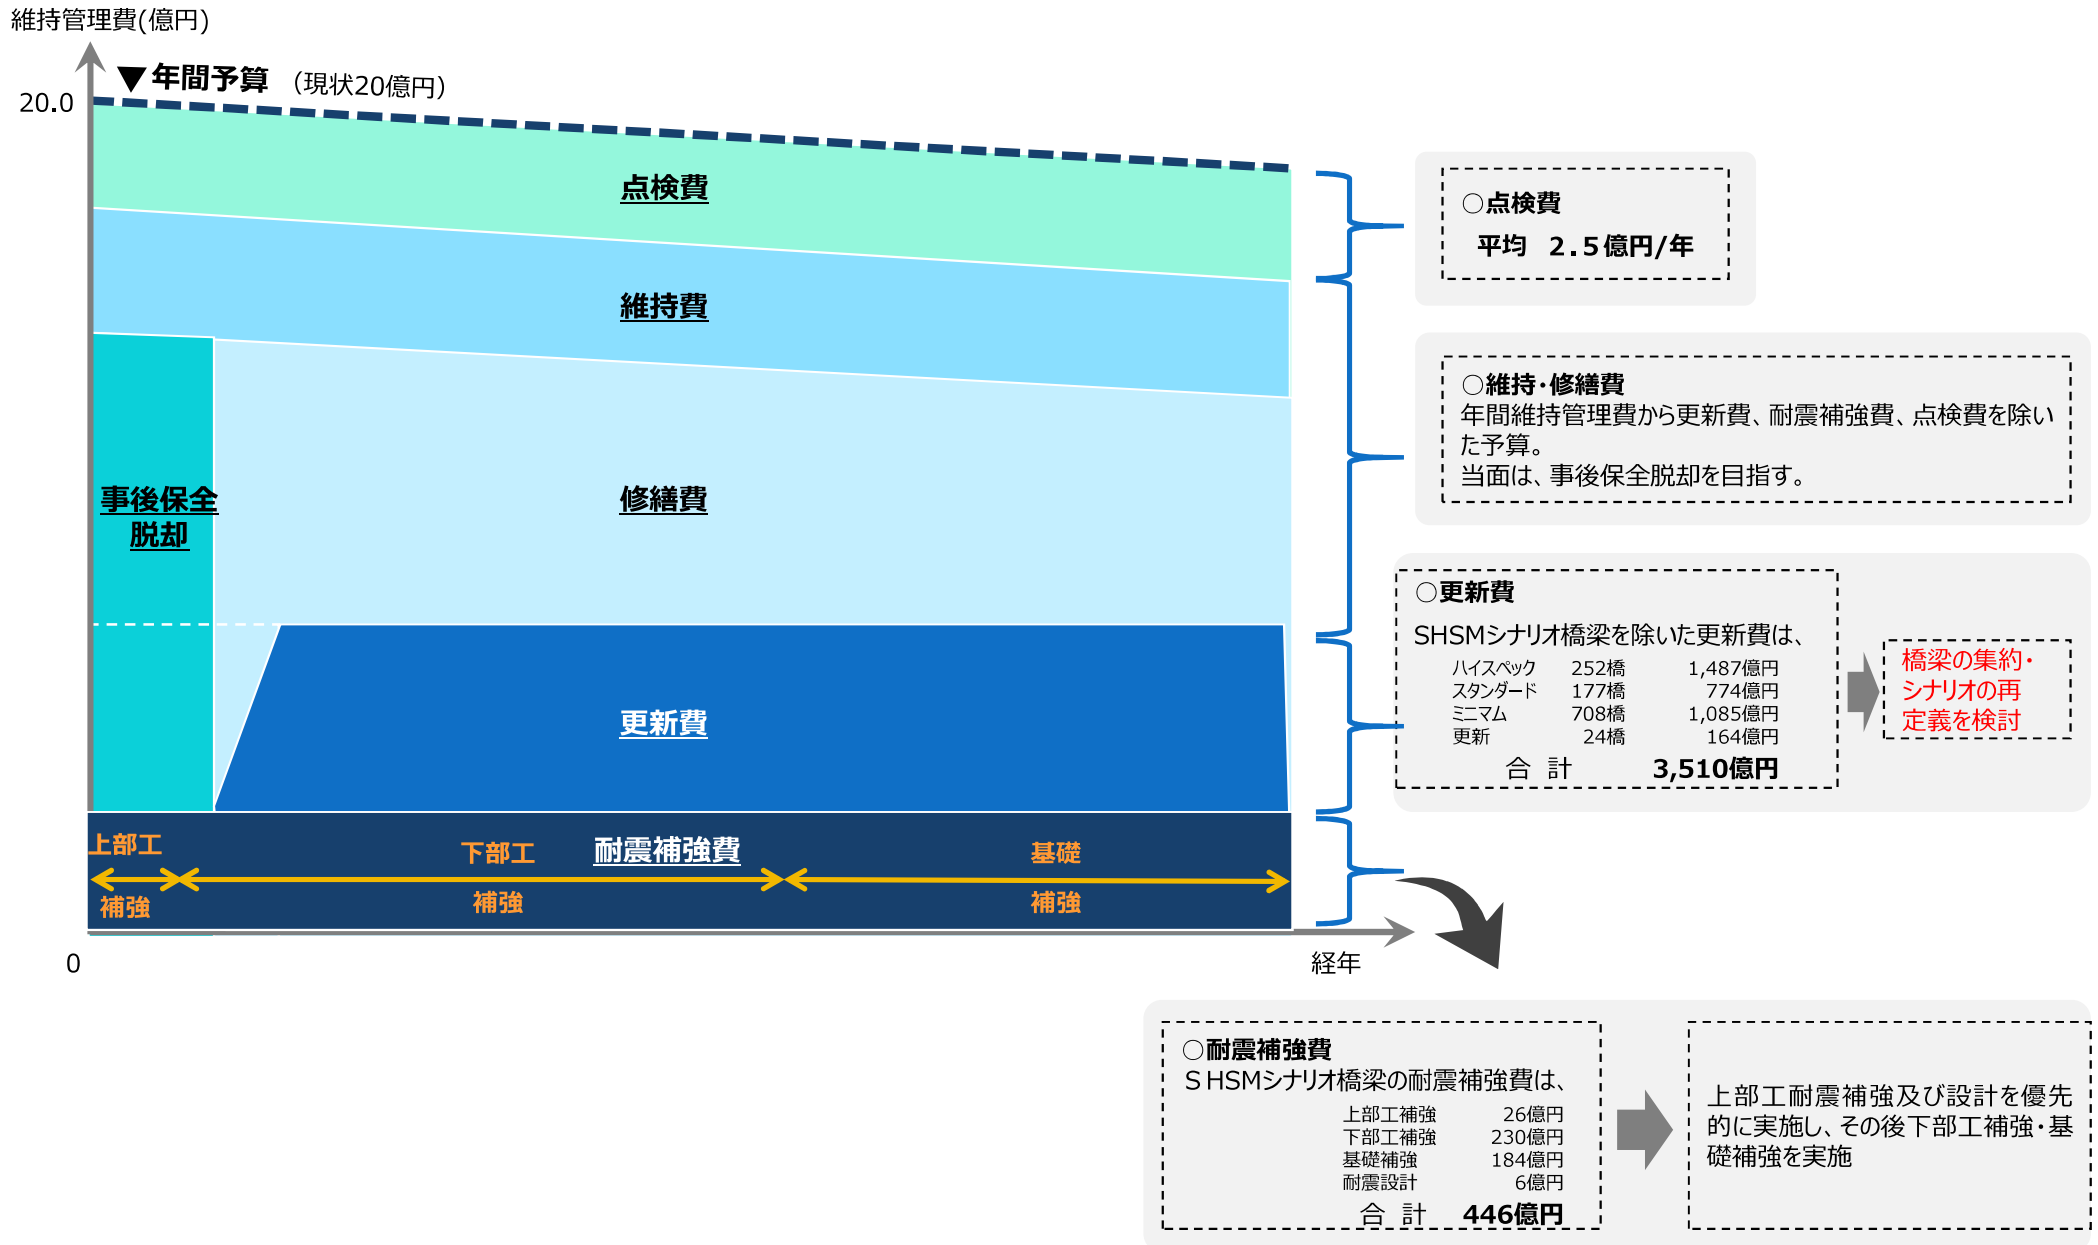 維持管理費(億円)
▼年間予算 （現状20億円）
20.0
点検費
維持費
事後保全
脱却
修繕費
更新費
耐震補強費
上部工
補強
下部工
補強
基礎
補強
0
経年
○点検費
平均 2.5億円/年
○維持・修繕費
年間維持管理費から更新費、耐震補強費、点検費を除い
た予算。
当面は、事後保全脱却を目指す。
○更新費
SHSMシナリオ橋梁を除いた更新費は、
ハイスペック 252橋 1,487億円
スタンダード 177橋 774億円
ミニマム 708橋 1,085億円
更新 24橋 164億円
合 計 3,510億円
橋梁の集約・
シナリオの再
定義を検討
○耐震補強費
ＳHSMシナリオ橋梁の耐震補強費は、
上部工補強 26億円
下部工補強 230億円
基礎補強 184億円
耐震設計 6億円
合 計 446億円
上部工耐震補強及び設計を優先
的に実施し、その後下部工補強・基
礎補強を実施